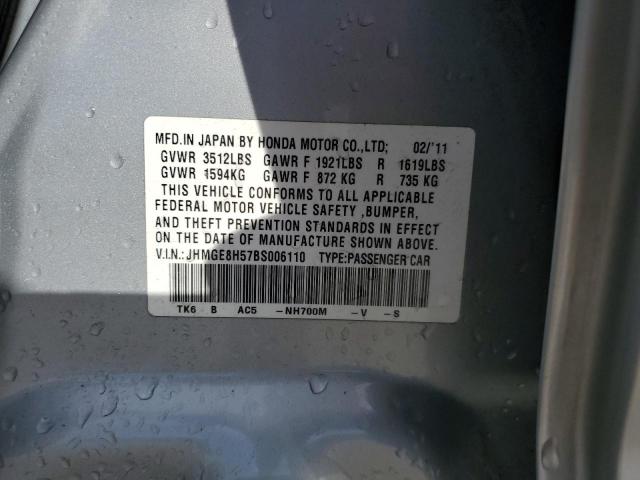 MFD.IN JAPAN BY HONDA MOTOR CO.,LTD; 02/'11
GVWR 3512LBS GAWR F 1921LBS R 1619LBS
GVWR 1594KG GAWR F 872 KG R 735 KG
THIS VEHICLE CONFORMS TO ALL APPLICABLE
FEDERAL MOTOR VEHICLE SAFETY ,BUMPER,
AND THEFT PREVENTION STANDARDS IN EFFECT
ON THE DATE OF MANUFACTURE SHOWN ABOVE.
V.I.N.: JHMGE8H57BS006110 TYPE:PASSENGER CAR
TK6 B AC5 -NH700M -V -S